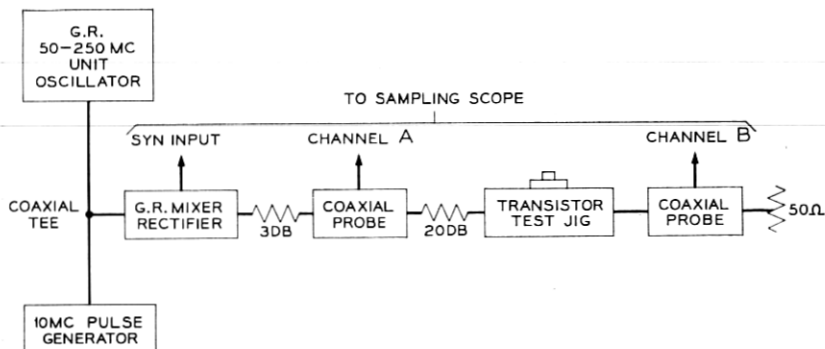 G.R.
50-250 MC
UNIT
OSCILLATOR
TO SAMPLING SCOPE
SYN INPUT
CHANNEL A
CHANNEL B
COAXIAL
TEE
G.R. MIXER
RECTIFIER
3DB
COAXIAL
PROBE
20DB
TRANSISTOR
TEST JIG
COAXIAL
PROBE
50Ω
10MC PULSE
GENERATOR